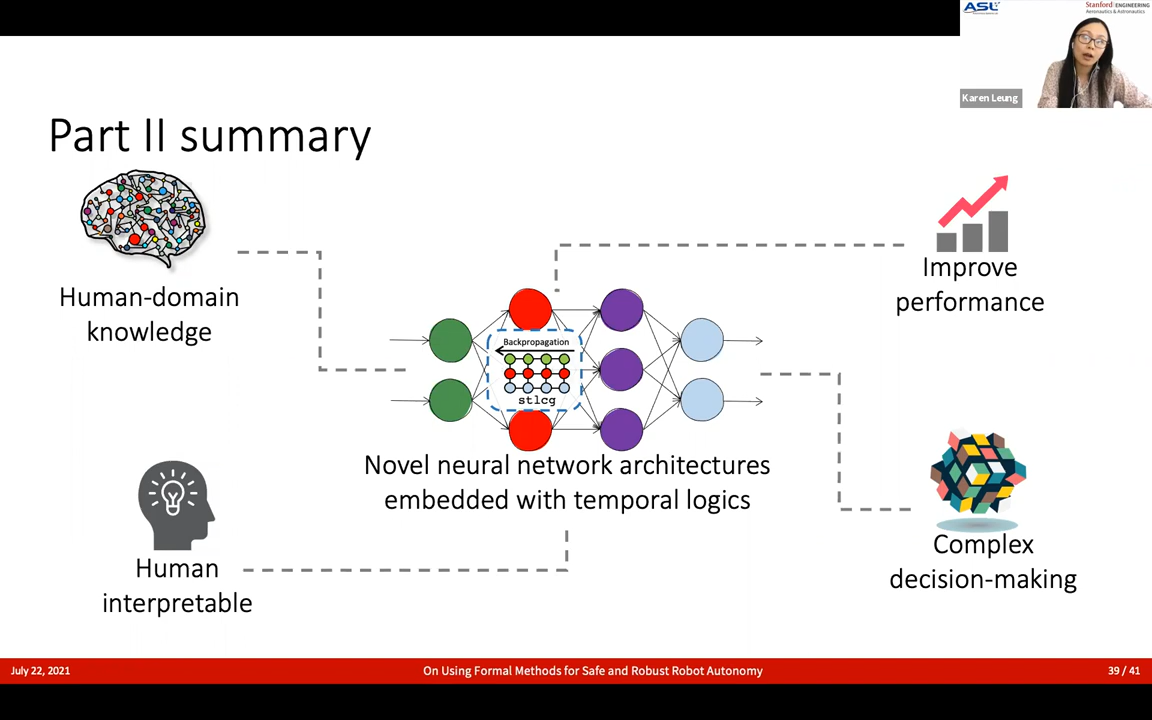 ASL
Stanford ENGINEERING
Aeronautics & Astronautics
Karen Leung
Part II summary
Human-domain
knowledge
Improve
performance
Backpropagation
stlcg
Novel neural network architectures
embedded with temporal logics
Human
interpretable
Complex
decision-making
July 22, 2021
On Using Formal Methods for Safe and Robust Robot Autonomy
39 / 41